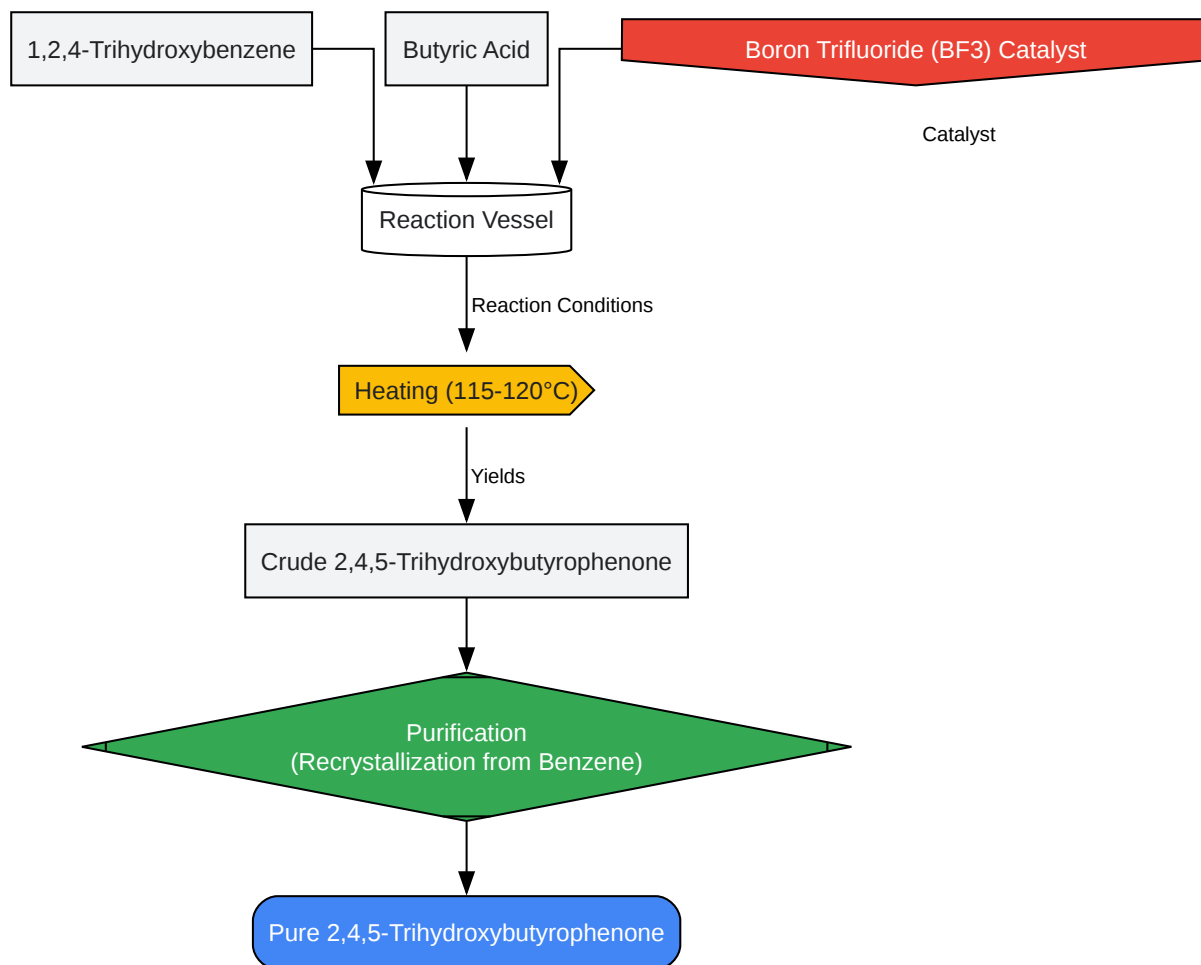 1,2,4-Trihydroxybenzene
Butyric Acid
Boron Trifluoride (BF3) Catalyst
Catalyst
Reaction Vessel
Reaction Conditions
Heating (115-120°C)
Yields
Crude 2,4,5-Trihydroxybutyrophenone
Purification
(Recrystallization from Benzene)
Pure 2,4,5-Trihydroxybutyrophenone